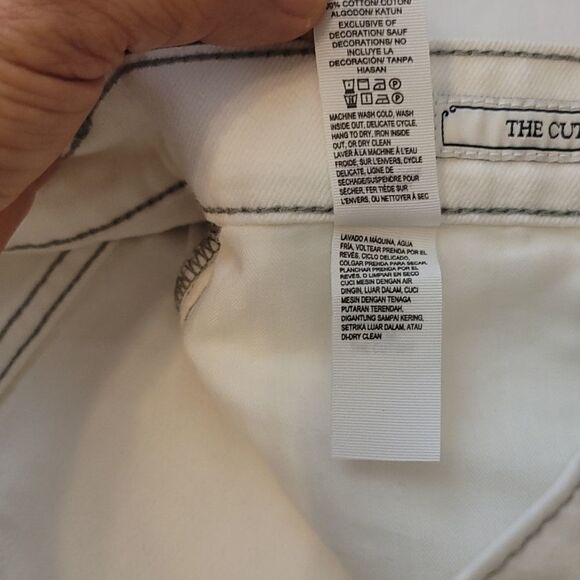 COTTON/ COTON/
ALGODON/ KATUN
EXCLUSIVE OF
DECORATION/ SAUF
DECORATIONS/ NO
INCLUYE LA
DECORACIÓN/ TANPA
HIASAN
MACHINE WASH COLD, WASH
INSIDE OUT, DELICATE CYCLE,
HANG TO DRY, IRON INSIDE
OUT, OR DRY CLEAN
LAVER À LA MACHINE À L'EAU
FROIDE, SUR L'ENVERS, CYCLE
DELICATE, LIGNE DE
SÉCHAGE/SUSPENDRE POUR
SÉCHER, FER TIÈDE SUR
L'ENVERS, OU NETTOYER À SEC
THE CUT
LAVADO A MÁQUINA, AGUA
FRÍA, VOLTEAR PRENDA POR EL
REVÉS, CICLO DELICADO,
COLGAR PRENDA PARA SECAR,
PLANCHAR PRENDA POR EL
REVÉS, O LIMPIAR EN SECO
CUCI MESIN DENGAN AIR
DINGIN, LUAR DALAM, CUCI
MESIN DENGAN TENAGA
PUTARAN TERENDAH,
DIGANTUNG SAMPAI KERING,
SETRIKA LUAR DALAM, ATAU
DI-DRY CLEAN